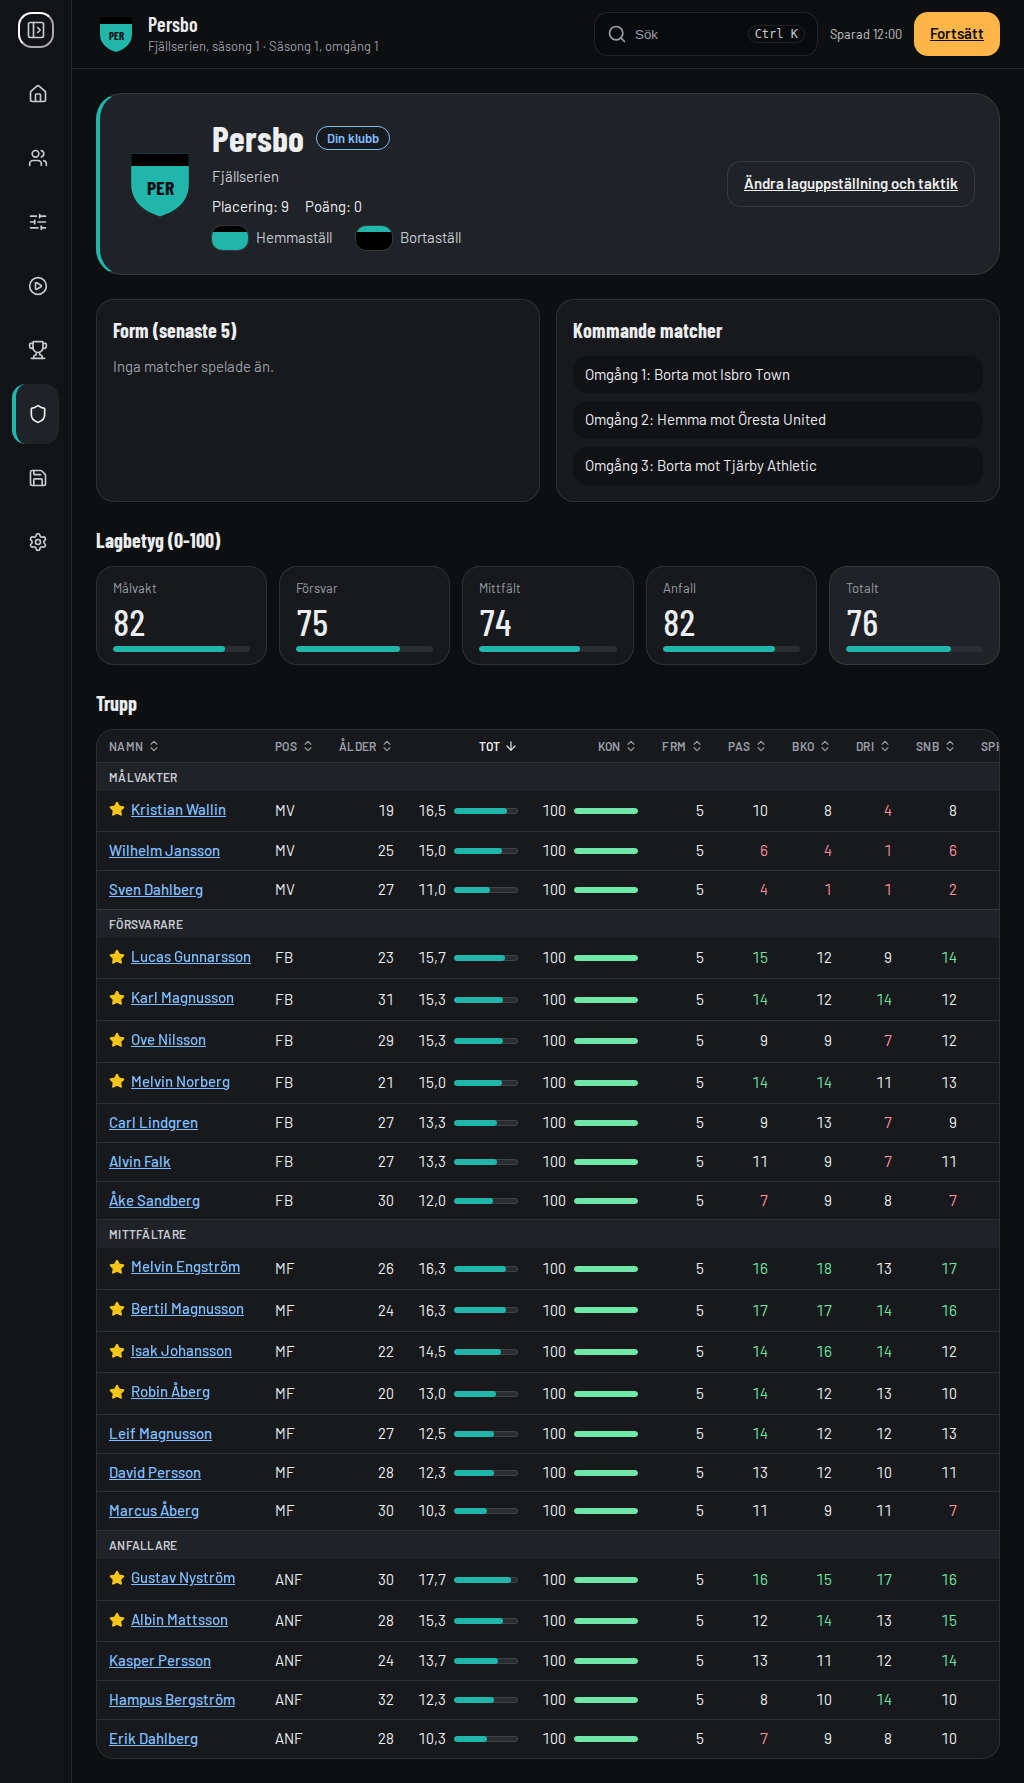 PER
Persbo
Fjällserien, säsong 1 · Säsong 1, omgång 1
Sök
Ctrl K
Sparad 12:00
Fortsätt
PER
Persbo
Din klubb
Fjällserien
Placering: 9 Poäng: 0
Hemmaställ
Bortaställ
Ändra laguppställning och taktik
Form (senaste 5)
Inga matcher spelade än.
Kommande matcher
Omgång 1: Borta mot Isbro Town
Omgång 2: Hemma mot Öresta United
Omgång 3: Borta mot Tjärby Athletic
Lagbetyg (0-100)
Målvakt
82
Försvar
75
Mittfält
74
Anfall
82
Totalt
76
Trupp
NAMN POS ÅLDER TOT KON FRM PAS BKO DRI SNB
MÅLVAKTER
Kristian Wallin MV 19 16,5 100 5 10 8 4 8
Wilhelm Jansson MV 25 15,0 100 5 6 4 1 6
Sven Dahlberg MV 27 11,0 100 5 4 1 1 2
FÖRSVARARE
Lucas Gunnarsson FB 23 15,7 100 5 15 12 9 14
Karl Magnusson FB 31 15,3 100 5 14 12 14 12
Ove Nilsson FB 29 15,3 100 5 9 9 7 12
Melvin Norberg FB 21 15,0 100 5 14 14 11 13
Carl Lindgren FB 27 13,3 100 5 9 13 7 9
Alvin Falk FB 27 13,3 100 5 11 9 7 11
Åke Sandberg FB 30 12,0 100 5 7 9 8 7
MITTFÄLTARE
Melvin Engström MF 26 16,3 100 5 16 18 13 17
Bertil Magnusson MF 24 16,3 100 5 17 17 14 16
Isak Johansson MF 22 14,5 100 5 14 16 14 12
Robin Åberg MF 20 13,0 100 5 14 12 13 10
Leif Magnusson MF 27 12,5 100 5 14 12 12 13
David Persson MF 28 12,3 100 5 13 12 10 11
Marcus Åberg MF 30 10,3 100 5 11 9 11 7
ANFALLARE
Gustav Nyström ANF 30 17,7 100 5 16 15 17 16
Albin Mattsson ANF 28 15,3 100 5 12 14 13 15
Kasper Persson ANF 24 13,7 100 5 13 11 12 14
Hampus Bergström ANF 32 12,3 100 5 8 10 14 10
Erik Dahlberg ANF 28 10,3 100 5 7 9 8 10